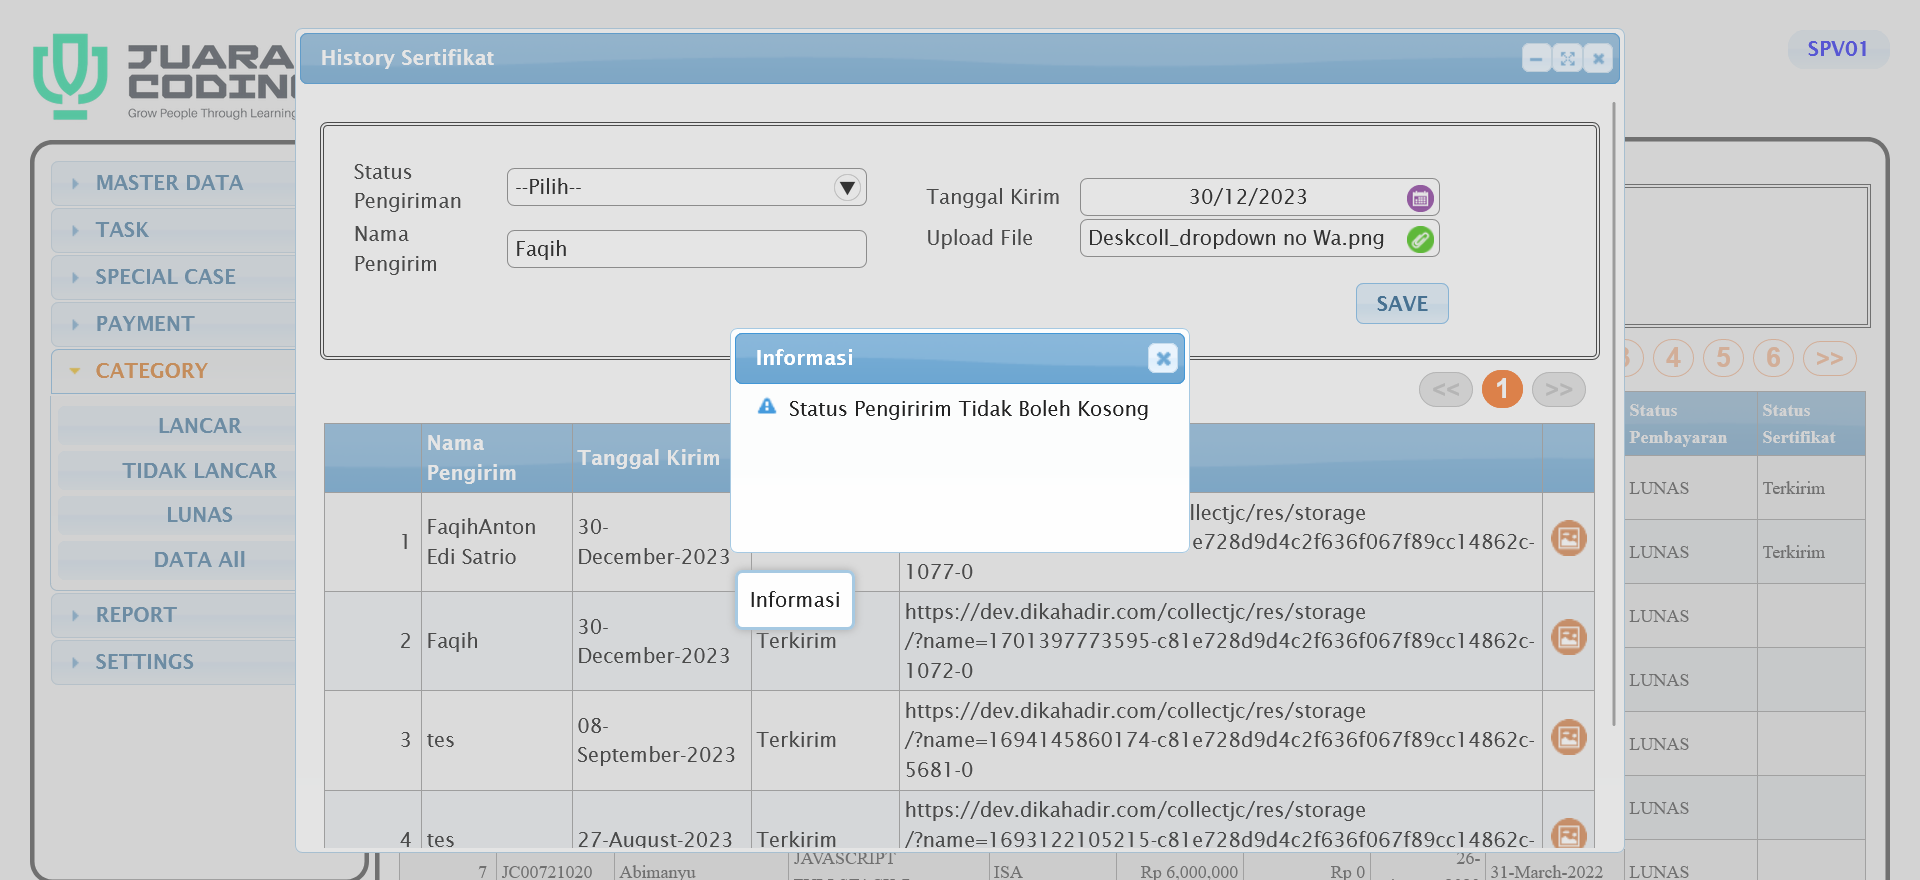 JUARA
CODING
Grow People Through Learning
SPV01
History Sertifikat
MASTER DATA
TASK
SPECIAL CASE
PAYMENT
CATEGORY
LANCAR
TIDAK LANCAR
LUNAS
DATA All
REPORT
SETTINGS
Status
Pengiriman
--Pilih--
Nama
Pengirim
Faqih
Tanggal Kirim
30/12/2023
Upload File
Deskcoll_dropdown no Wa.png
SAVE
Informasi
Status Pengiririm Tidak Boleh Kosong
Informasi
<< 1 >>
Nama
Pengirim
Tanggal Kirim
1
FaqihAnton
Edi Satrio
30-
December-2023
llectjc/res/storage
e728d9d4c2f636f067f89cc14862c-
1077-0
2
Faqih
30-
December-2023
Terkirim
https://dev.dikahadir.com/collectjc/res/storage
/?name=1701397773595-c81e728d9d4c2f636f067f89cc14862c-
1072-0
3
tes
08-
September-2023
Terkirim
https://dev.dikahadir.com/collectjc/res/storage
/?name=1694145860174-c81e728d9d4c2f636f067f89cc14862c-
5681-0
4
tes
27-August-2023
Terkirim
https://dev.dikahadir.com/collectjc/res/storage
/?name=1693122105215-c81e728d9d4c2f636f067f89cc14862c-
3 4 5 6 >>
Status
Pembayaran
Status
Sertifikat
LUNAS Terkirim
LUNAS Terkirim
LUNAS
LUNAS
LUNAS
LUNAS
7 JC00721020 Abimanyu
JAVASCRIPT
ISA Rp 6,000,000 Rp 0
26-
31-March-2022 LUNAS